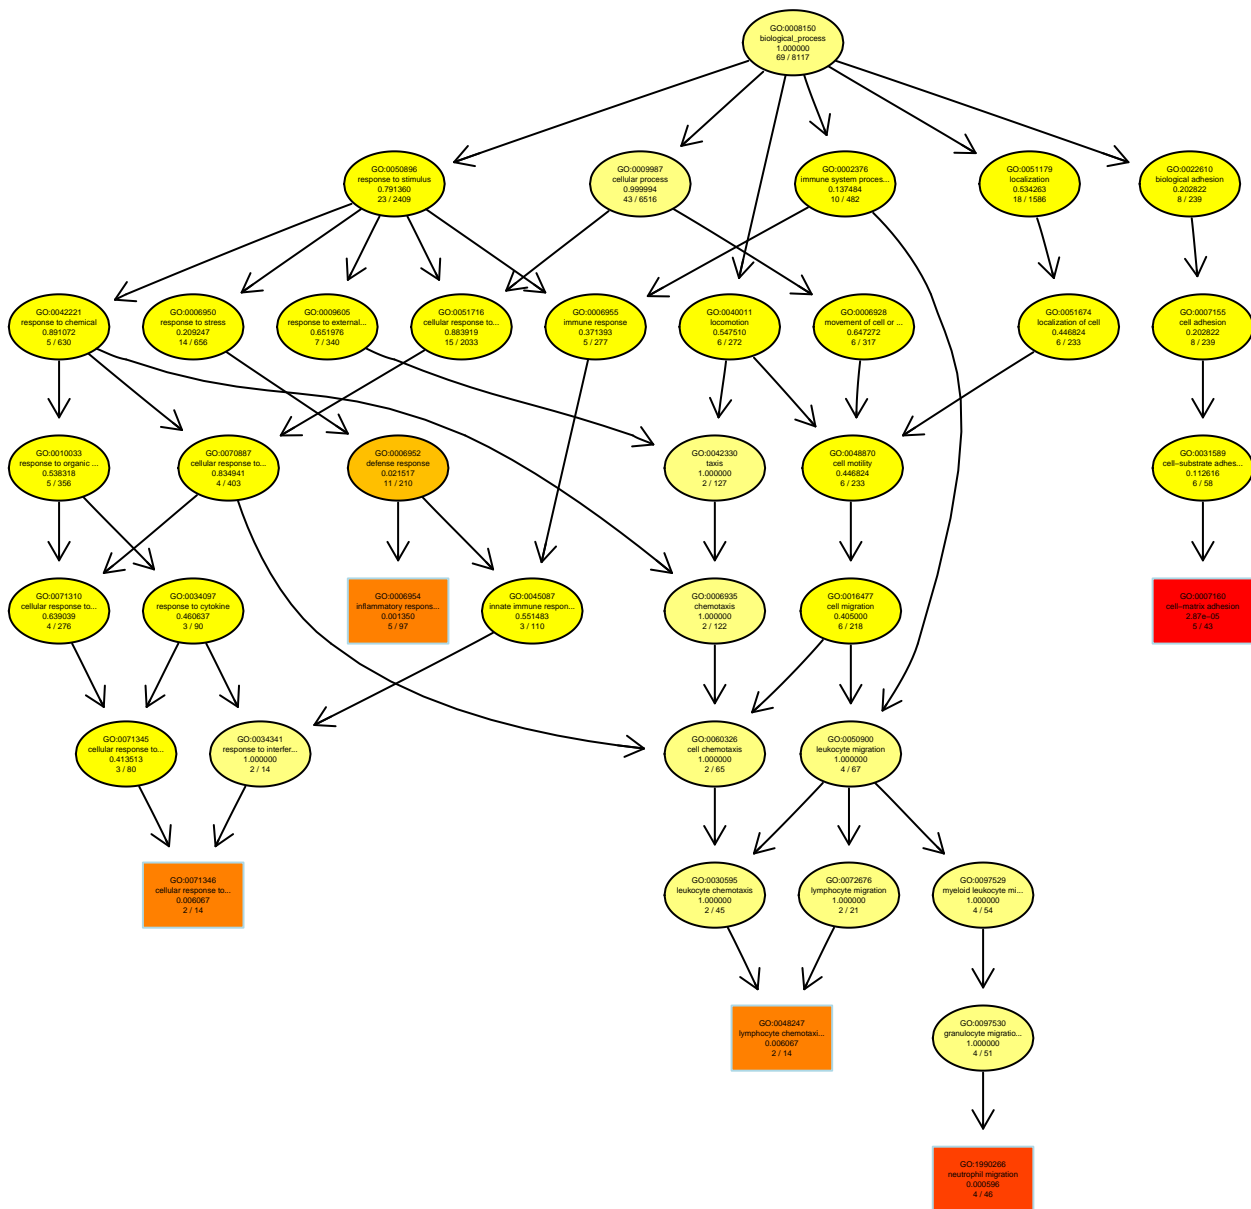 GO:0008150
biological_process
1.000000
69 / 8117
GO:0050896
response to stimulus
0.791360
23 / 2409
GO:0009987
cellular process
0.999994
43 / 6516
GO:0002376
immune system proces...
0.137484
10 / 482
GO:0051179
localization
0.534263
18 / 1586
GO:0022610
biological adhesion
0.202822
8 / 239
GO:0042221
response to chemical
0.891072
5 / 630
GO:0006950
response to stress
0.209247
14 / 656
GO:0009605
response to external...
0.651976
7 / 340
GO:0051716
cellular response to...
0.883919
15 / 2033
GO:0006955
immune response
0.371393
5 / 277
GO:0040011
locomotion
0.547510
6 / 272
GO:0006928
movement of cell or ...
0.647272
6 / 317
GO:0051674
localization of cell
0.446824
6 / 233
GO:0007155
cell adhesion
0.202822
8 / 239
GO:0010033
response to organic ...
0.538318
5 / 356
GO:0070887
cellular response to...
0.834941
4 / 403
GO:0006952
defense response
0.021517
11 / 210
GO:0042330
taxis
1.000000
2 / 127
GO:0048870
cell motility
0.446824
6 / 233
GO:0031589
cell−substrate adhes...
0.112616
6 / 58
GO:0071310
cellular response to...
0.639039
4 / 276
GO:0034097
response to cytokine
0.460637
3 / 90
GO:0006954
inflammatory respons...
0.001350
5 / 97
GO:0045087
innate immune respon...
0.551483
3 / 110
GO:0006935
chemotaxis
1.000000
2 / 122
GO:0016477
cell migration
0.405000
6 / 218
GO:0007160
cell−matrix adhesion
2.87e−05
5 / 43
GO:0071345
cellular response to...
0.413513
3 / 80
GO:0034341
response to interfer...
1.000000
2 / 14
GO:0060326
cell chemotaxis
1.000000
2 / 65
GO:0050900
leukocyte migration
1.000000
4 / 67
GO:0071346
cellular response to...
0.006067
2 / 14
GO:0030595
leukocyte chemotaxis
1.000000
2 / 45
GO:0072676
lymphocyte migration
1.000000
2 / 21
GO:0097529
myeloid leukocyte mi...
1.000000
4 / 54
GO:0048247
lymphocyte chemotaxi...
0.006067
2 / 14
GO:0097530
granulocyte migratio...
1.000000
4 / 51
GO:1990266
neutrophil migration
0.000596
4 / 46